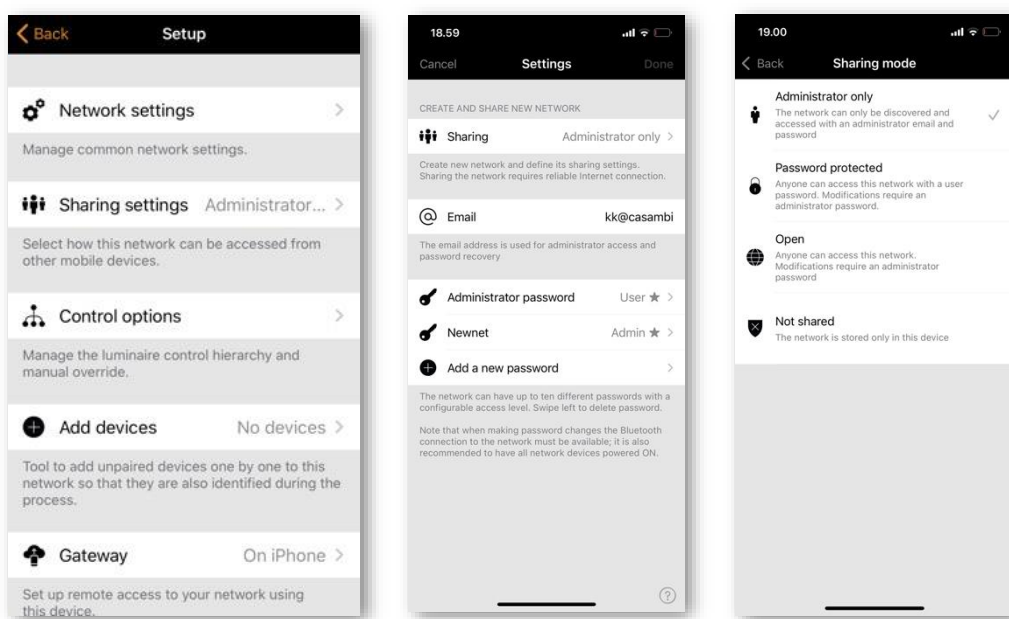 Back
Setup
Network settings
Manage common network settings.
Sharing settings Administrator...
Select how this network can be accessed from
other mobile devices.
Control options
Manage the luminaire control hierarchy and
manual override.
Add devices No devices
Tool to add unpaired devices one by one to this
network so that they are also identified during the
process.
Gateway On iPhone
Set up remote access to your network using
this device.
18.59
Cancel Settings Done
CREATE AND SHARE NEW NETWORK
Sharing Administrator only
Create new network and define its sharing settings.
Sharing the network requires reliable Internet connection.
Email kk@casambi
The email address is used for administrator access and
password recovery
Administrator password User ★
Newnet Admin ★
Add a new password
The network can have up to ten different passwords with a
configurable access level. Swipe left to delete password.
Note that when making password changes the Bluetooth
connection to the network must be available; it is also
recommended to have all network devices powered ON.
?
19.00
Back Sharing mode
Administrator only
The network can only be discovered and
accessed with an administrator email and
password
Password protected
Anyone can access this network with a user
password. Modifications require an
administrator password.
Open
Anyone can access this network.
Modifications require an administrator
password
Not shared
The network is stored only in this device